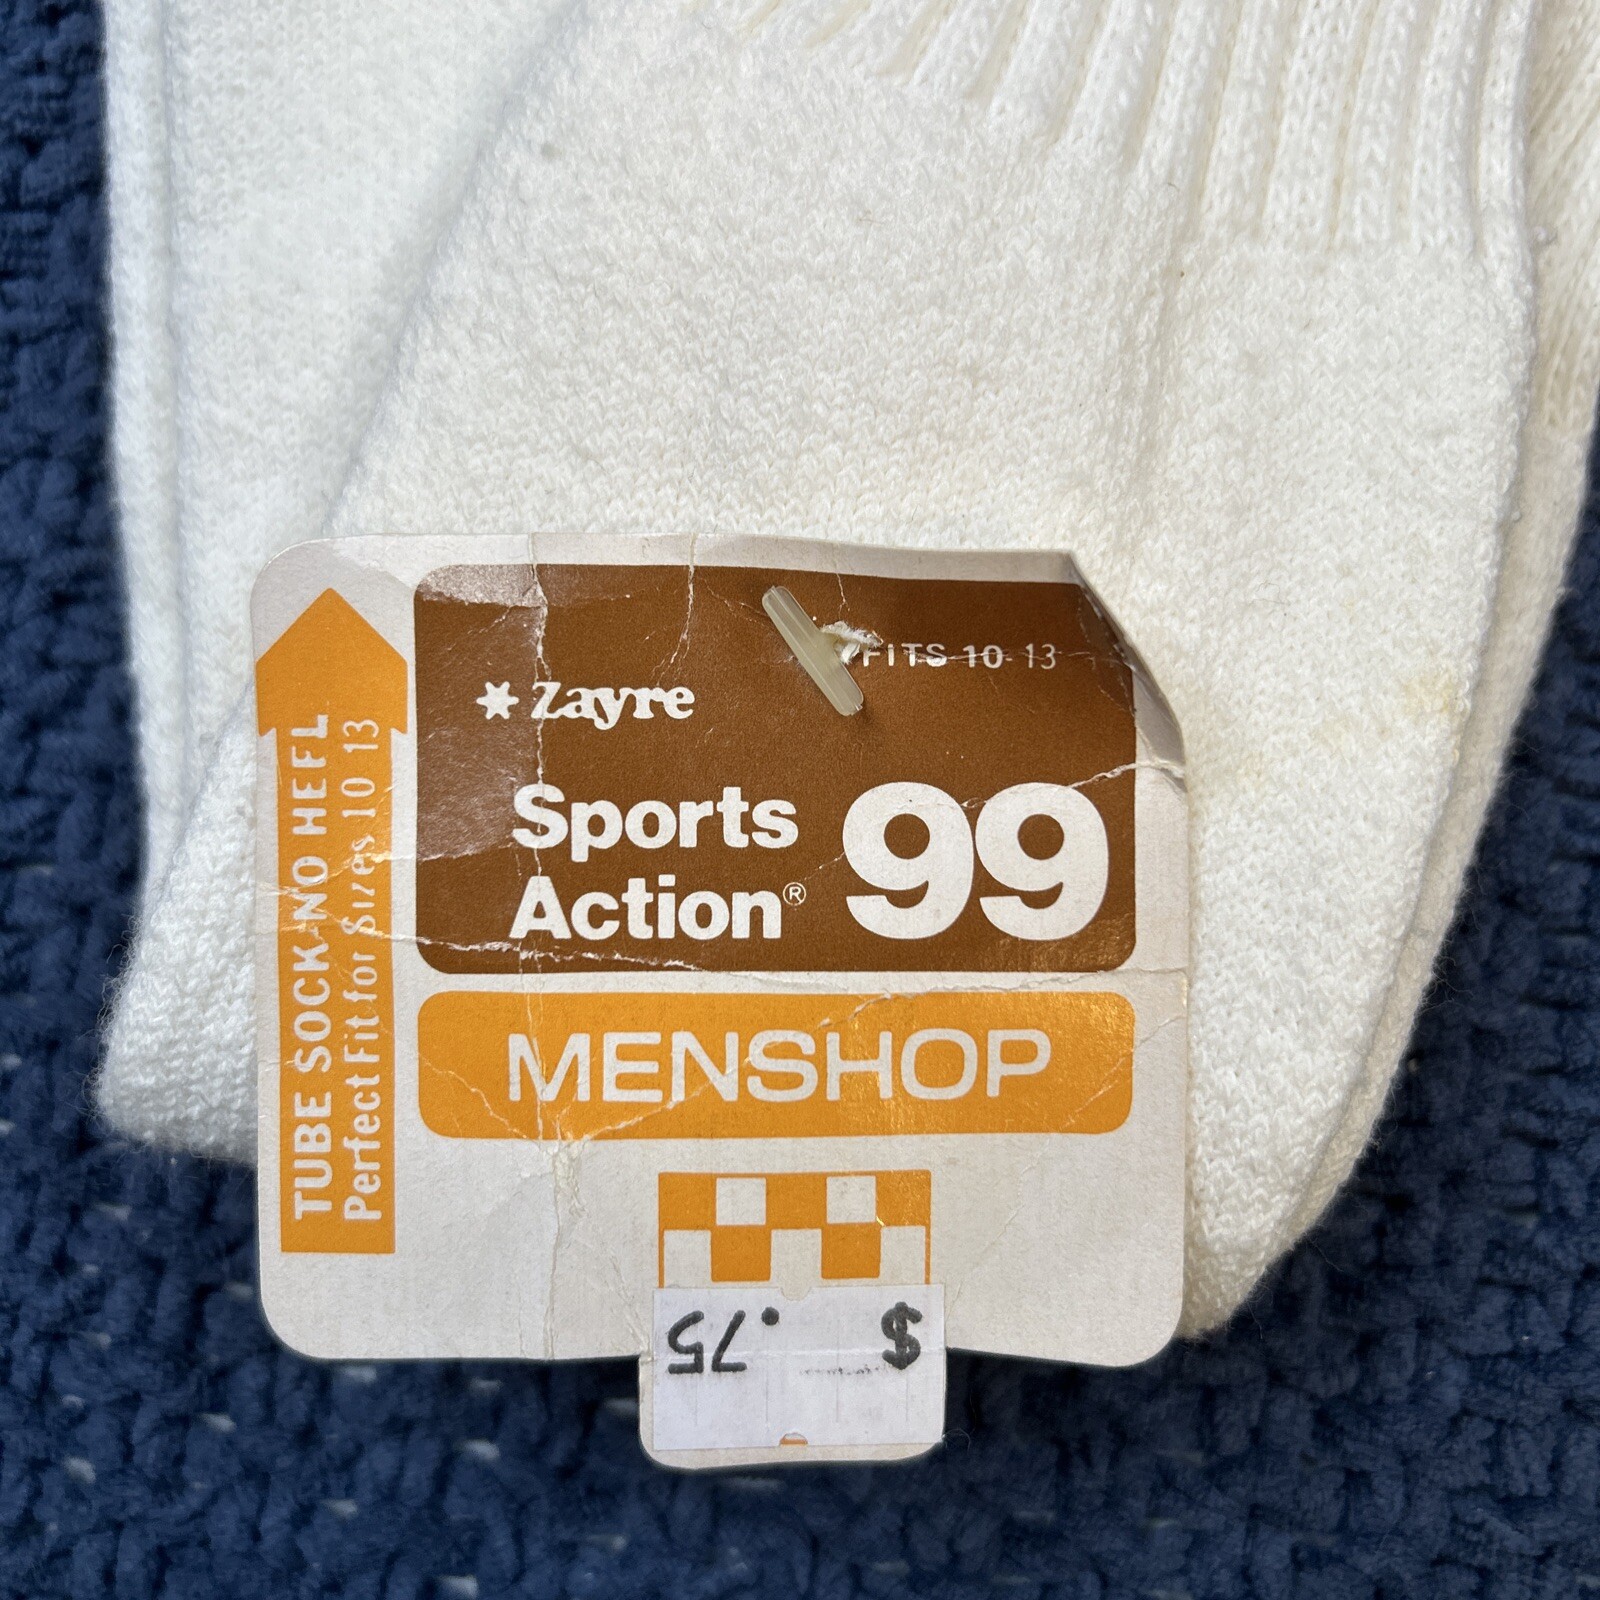 FITS 10-13
Zayre
Sports
Action® 99
MENSHOP
TUBE SOCK-NO HEEL
Perfect Fit for Sizes 10 13
$ .75